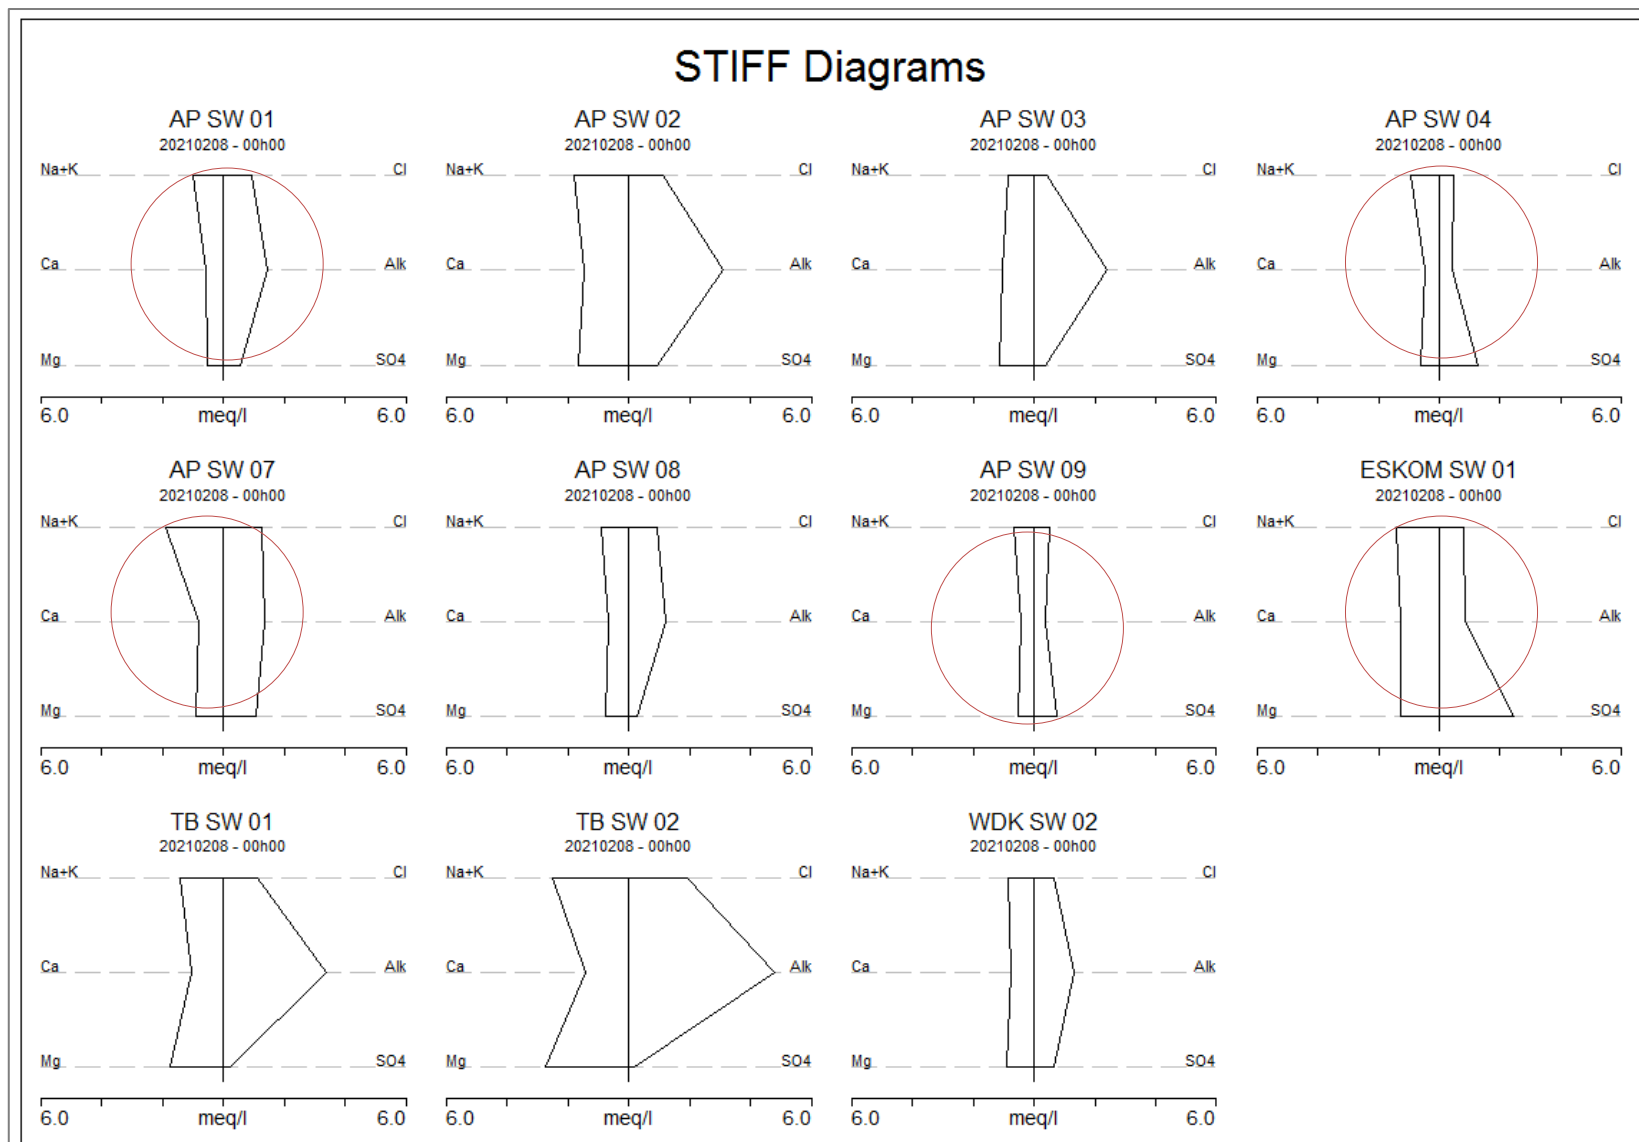 STIFF Diagrams
AP SW 01 AP SW 02 AP SW 03 AP SW 04
20210208 - 00h00 20210208 - 00h00 20210208 - 00h00 20210208 - 00h00
Na+K Cl Na+K Cl Na+K Cl Na+K Cl
Ca Alk Ca Alk Ca Alk Ca Alk
Mg SO4 Mg SO4 Mg SO4 Mg SO4
6.0 meq/l 6.0 6.0 meq/l 6.0 6.0 meq/l 6.0 6.0 meq/l 6.0
AP SW 07 AP SW 08 AP SW 09 ESKOM SW 01
20210208 - 00h00 20210208 - 00h00 20210208 - 00h00 20210208 - 00h00
Na+K Cl Na+K Cl Na+K Cl Na+K Cl
Ca Alk Ca Alk Ca Alk Ca Alk
Mg SO4 Mg SO4 Mg SO4 Mg SO4
6.0 meq/l 6.0 6.0 meq/l 6.0 6.0 meq/l 6.0 6.0 meq/l 6.0
TB SW 01 TB SW 02 WDK SW 02
20210208 - 00h00 20210208 - 00h00 20210208 - 00h00
Na+K Cl Na+K Cl Na+K Cl
Ca Alk Ca Alk Ca Alk
Mg SO4 Mg SO4 Mg SO4
6.0 meq/l 6.0 6.0 meq/l 6.0 6.0 meq/l 6.0